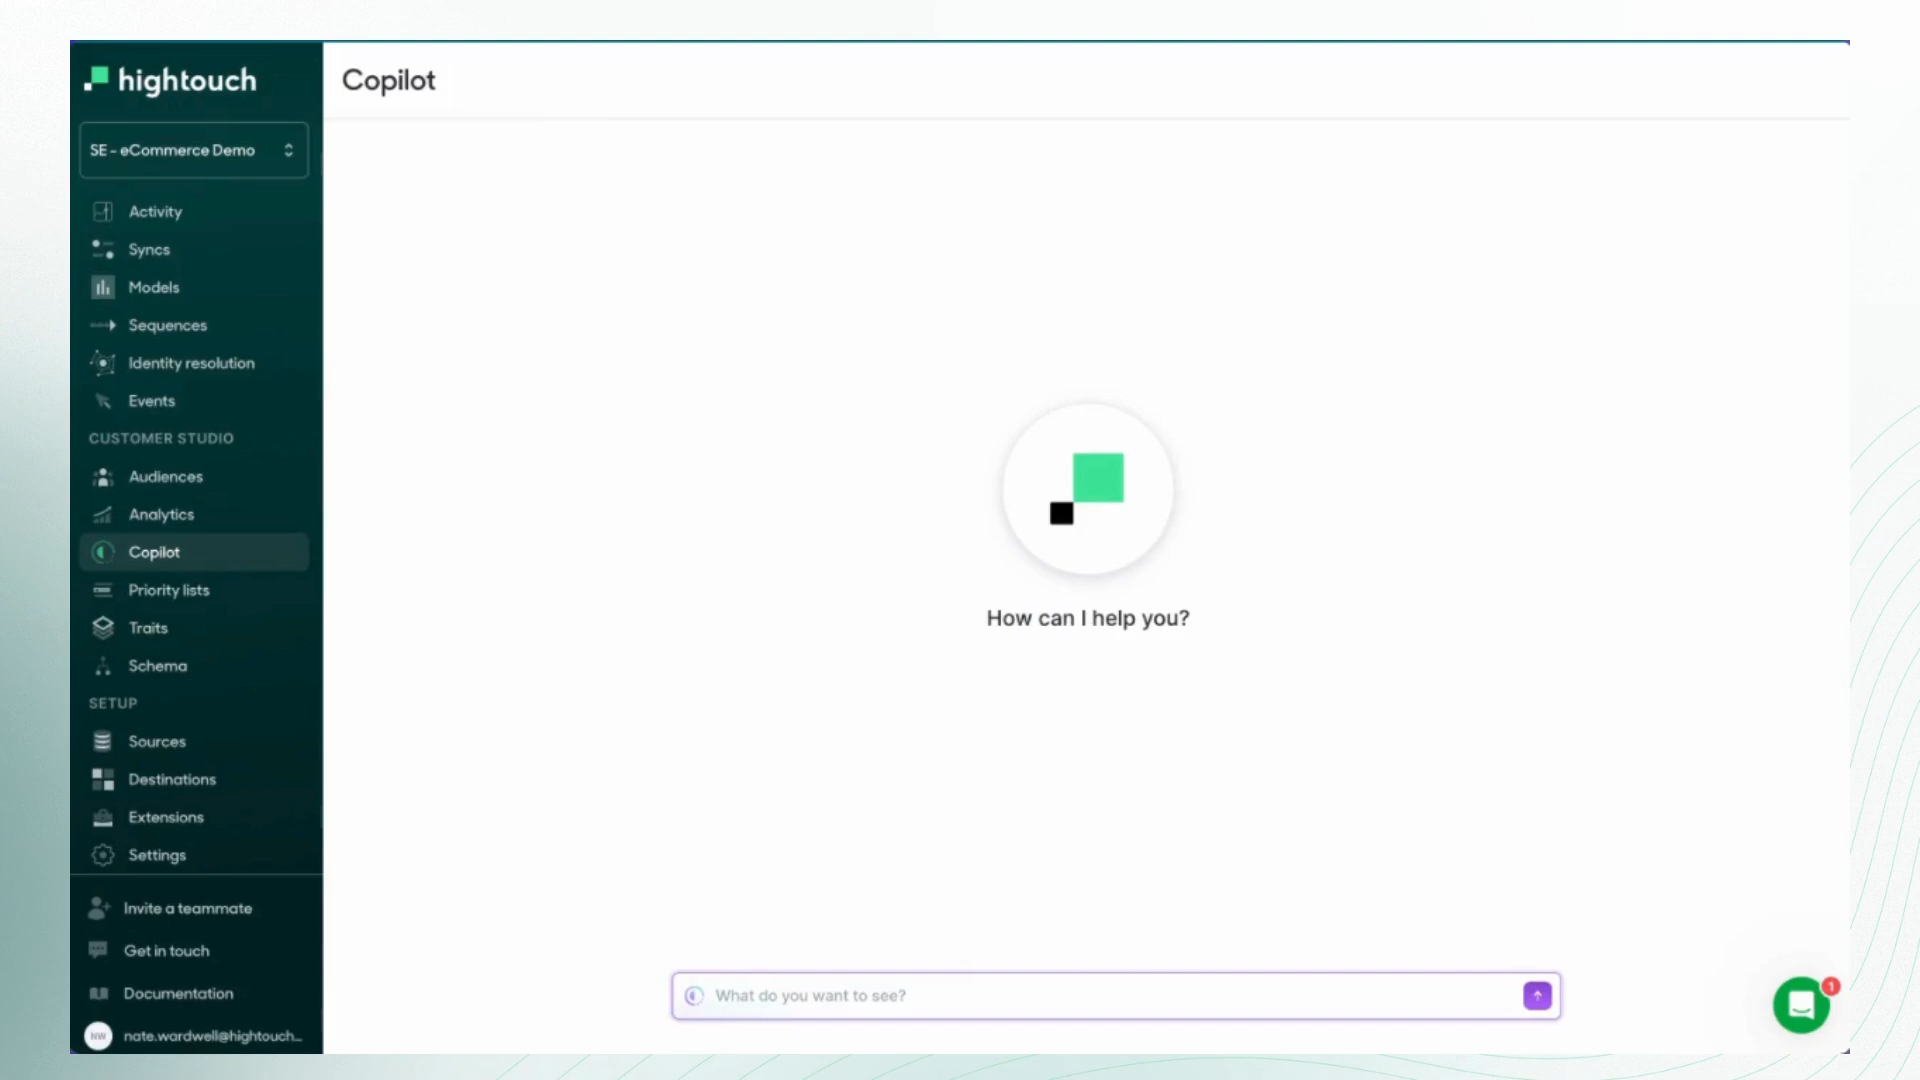 hightouch
Copilot
SE - eCommerce Demo
Activity
Syncs
Models
Sequences
Identity resolution
Events
CUSTOMER STUDIO
Audiences
Analytics
Copilot
Priority lists
Traits
Schema
SETUP
Sources
Destinations
Extensions
Settings
Invite a teammate
Get in touch
Documentation
NW
nate.wardwell@hightouch...
How can I help you?
What do you want to see?
1